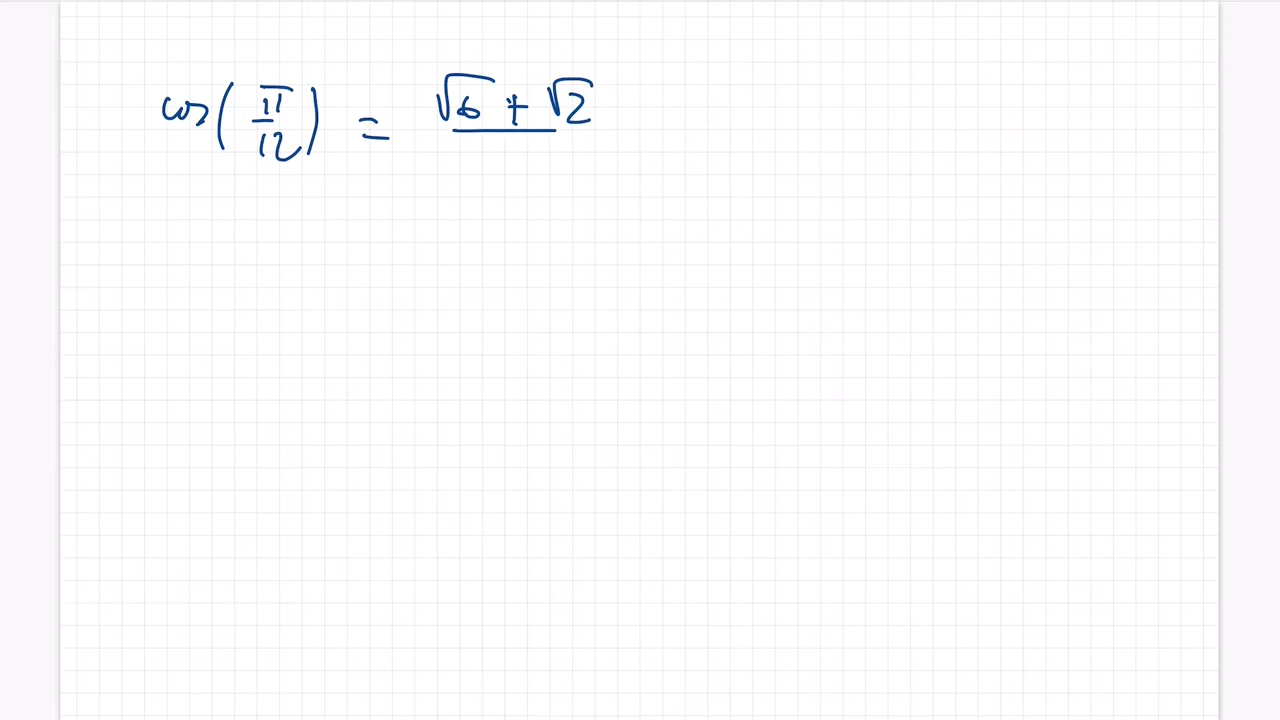 cos(π/12) = √6 + √2